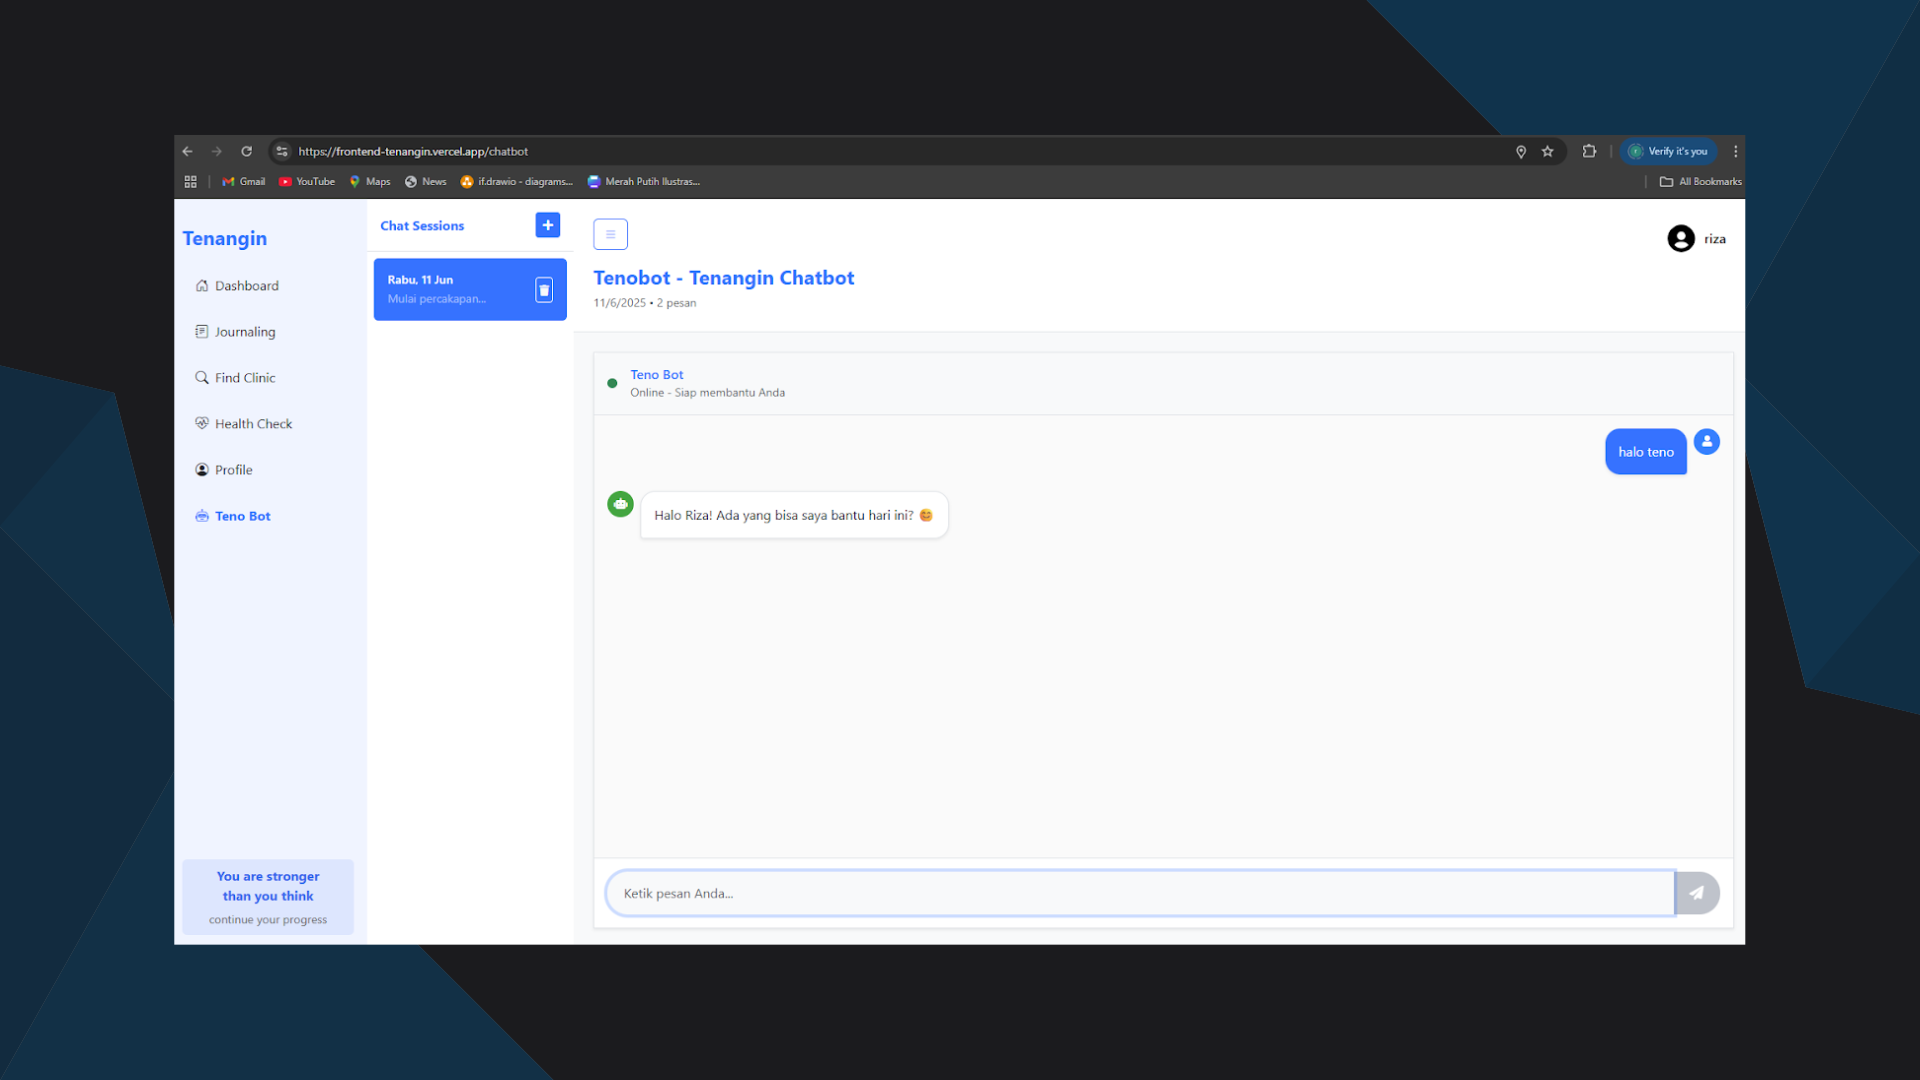 https://frontend-tenangin.vercel.app/chatbot
Verify it's you
Gmail
YouTube
Maps
News
if.drawio - diagrams...
Merah Putih Ilustras...
All Bookmarks
Tenangin
Dashboard
Journaling
Find Clinic
Health Check
Profile
Teno Bot
You are stronger
than you think
continue your progress
Chat Sessions
Rabu, 11 Jun
Mulai percakapan...
riza
Tenobot - Tenangin Chatbot
11/6/2025 • 2 pesan
Teno Bot
Online - Siap membantu Anda
halo teno
Halo Riza! Ada yang bisa saya bantu hari ini? 😊
Ketik pesan Anda...